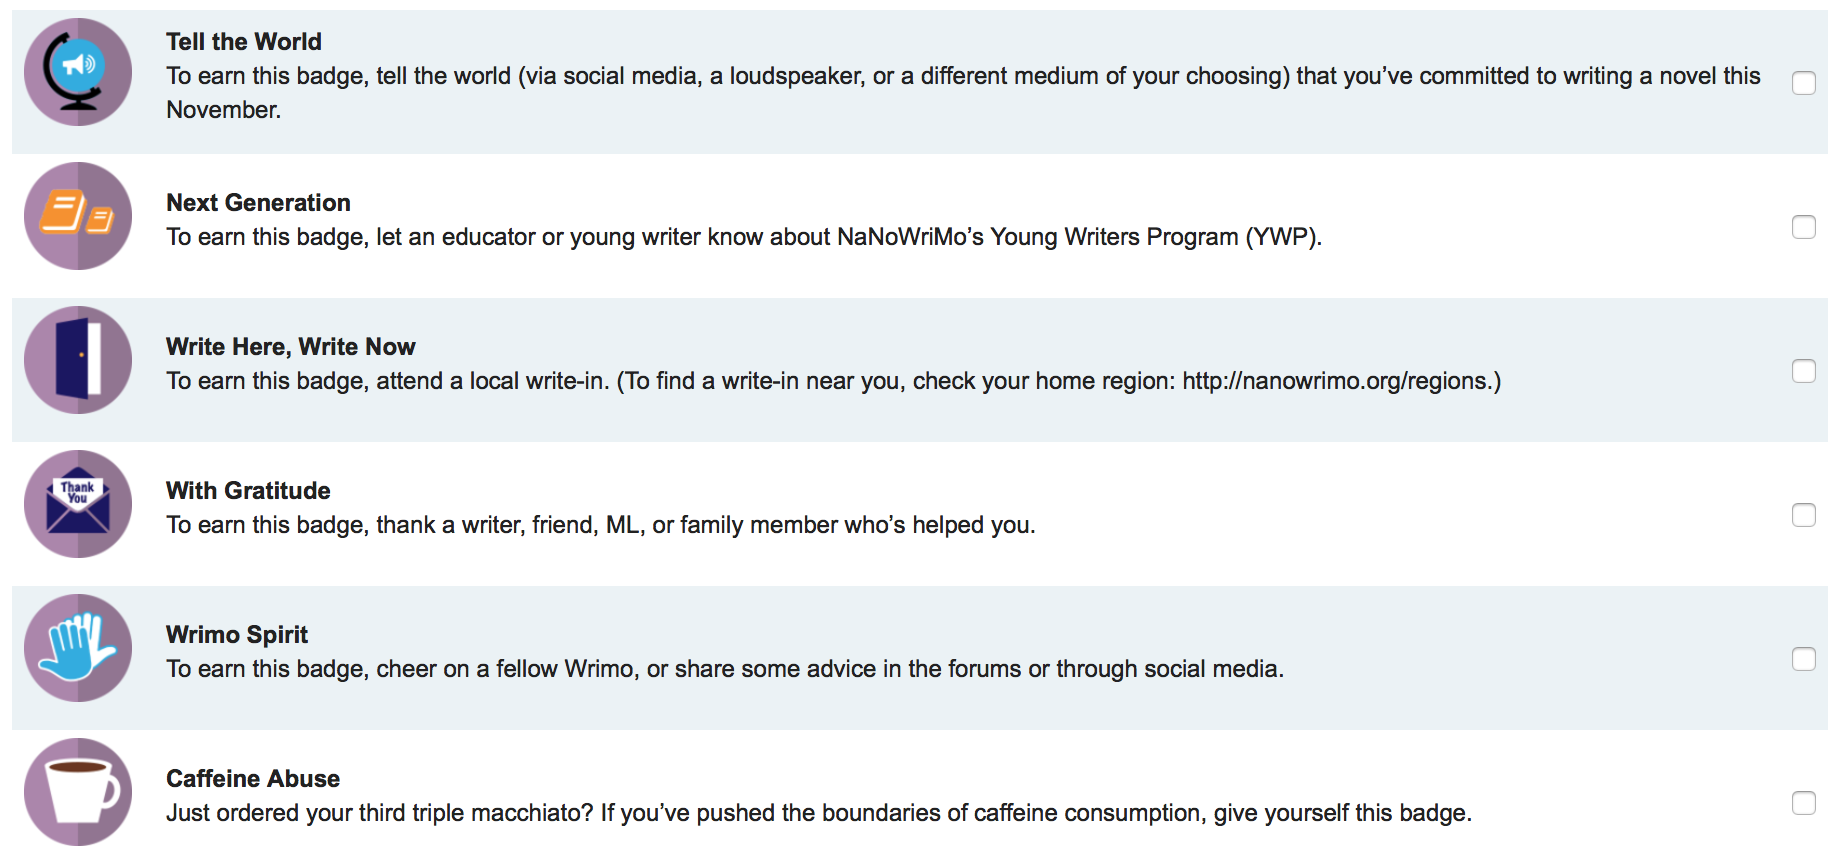 Tell the World
To earn this badge, tell the world (via social media, a loudspeaker, or a different medium of your choosing) that you’ve committed to writing a novel this
November.
Next Generation
To earn this badge, let an educator or young writer know about NaNoWriMo’s Young Writers Program (YWP).
Write Here, Write Now
To earn this badge, attend a local write-in. (To find a write-in near you, check your home region: http://nanowrimo.org/regions.)
Thank
You
With Gratitude
To earn this badge, thank a writer, friend, ML, or family member who’s helped you.
Wrimo Spirit
To earn this badge, cheer on a fellow Wrimo, or share some advice in the forums or through social media.
Caffeine Abuse
Just ordered your third triple macchiato? If you’ve pushed the boundaries of caffeine consumption, give yourself this badge.